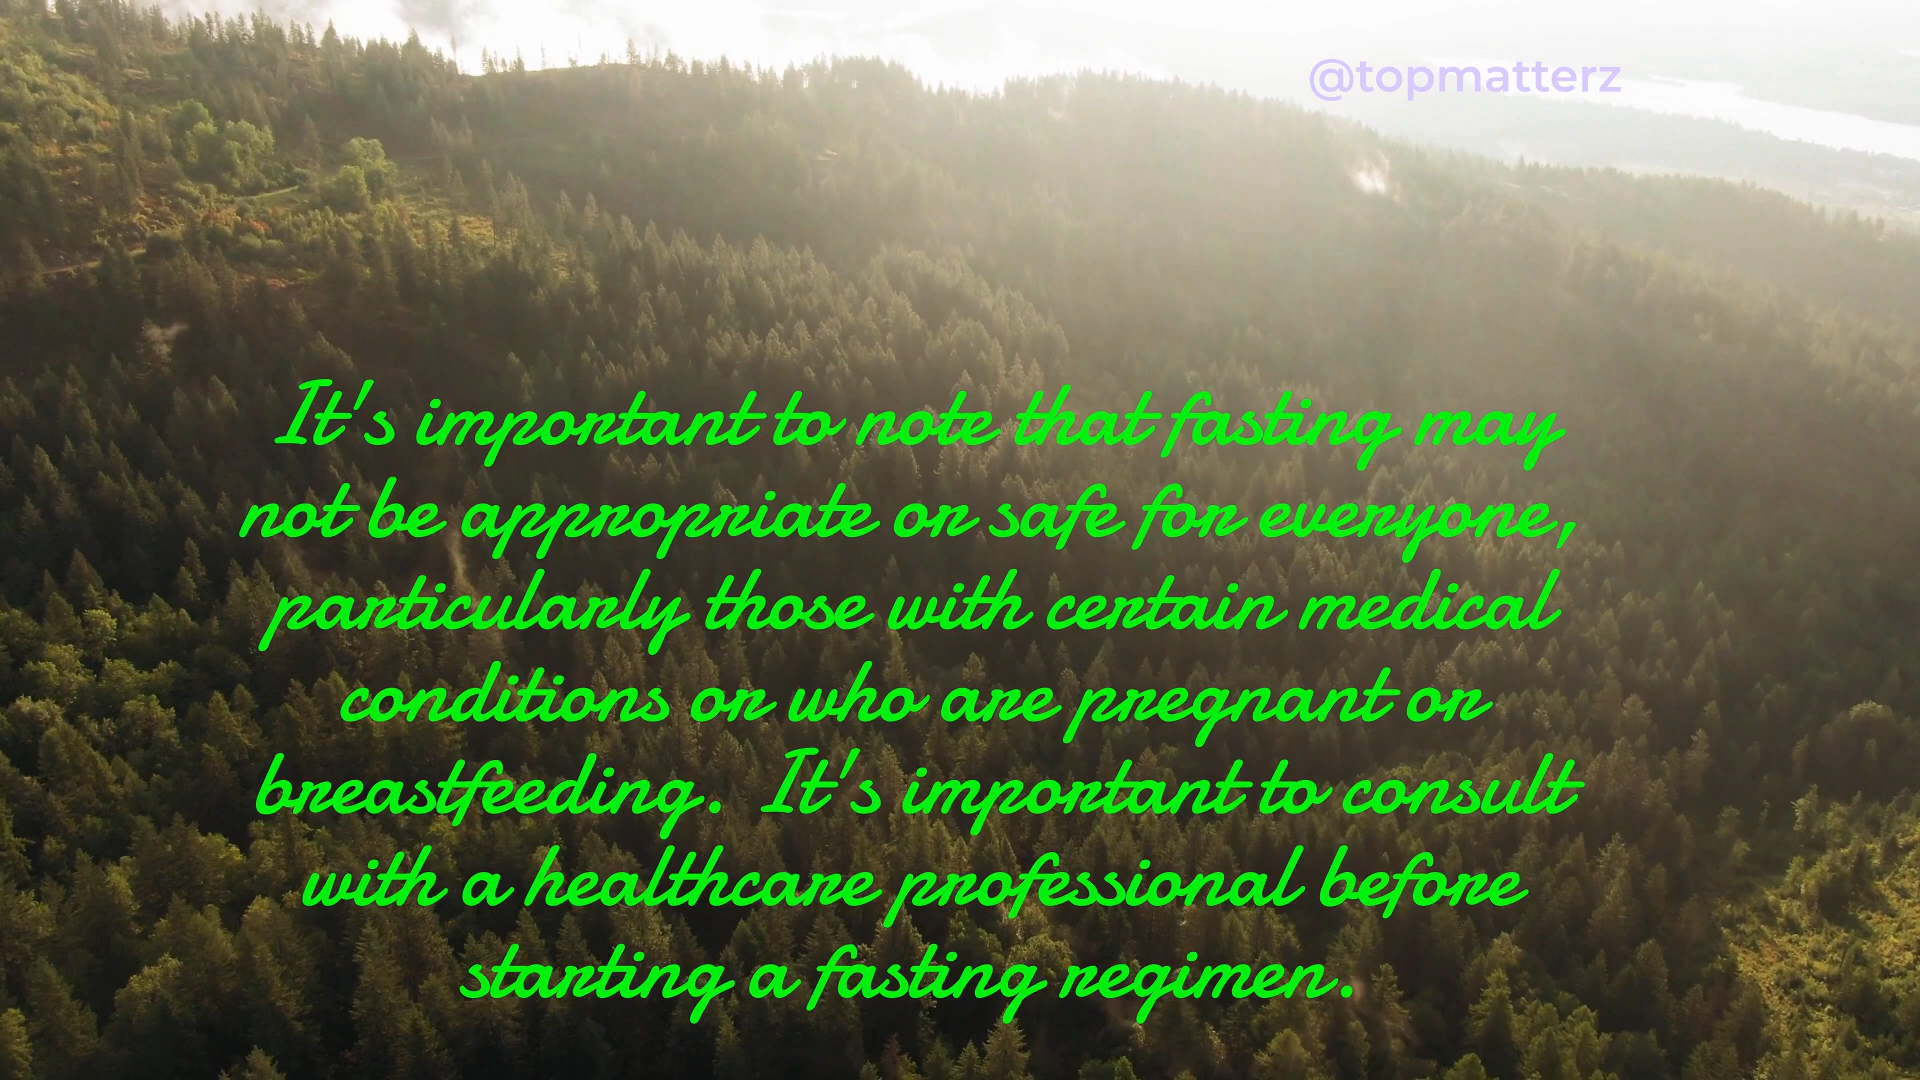 @topmatterz
It's important to note that fasting may
not be appropriate or safe for everyone,
particularly those with certain medical
conditions or who are pregnant or
breastfeeding. It's important to consult
with a healthcare professional before
starting a fasting regimen.